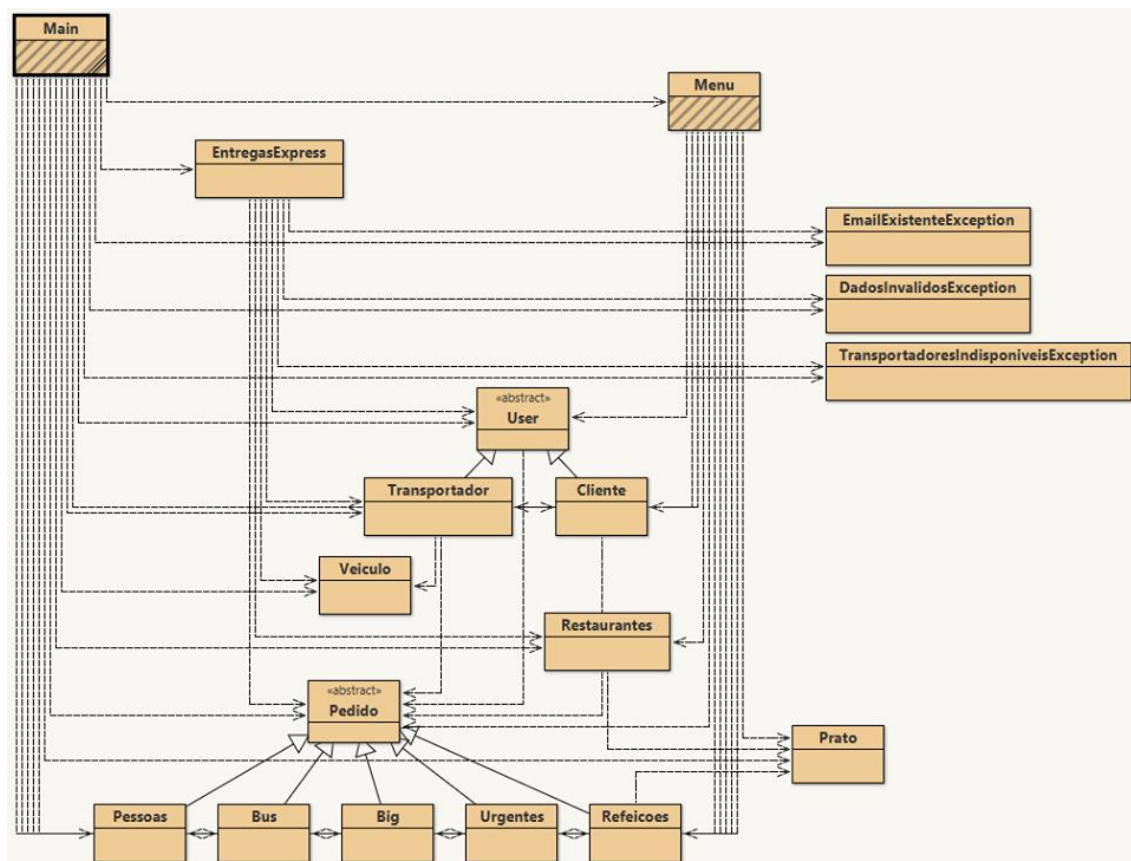 Main
Menu
EntregasExpress
EmailExistenteException
DadosInvalidosException
TransportadoresIndisponiveisException
«abstract»
User
Transportador
Cliente
Veiculo
Restaurantes
«abstract»
Pedido
Prato
Pessoas
Bus
Big
Urgentes
Refeicoes